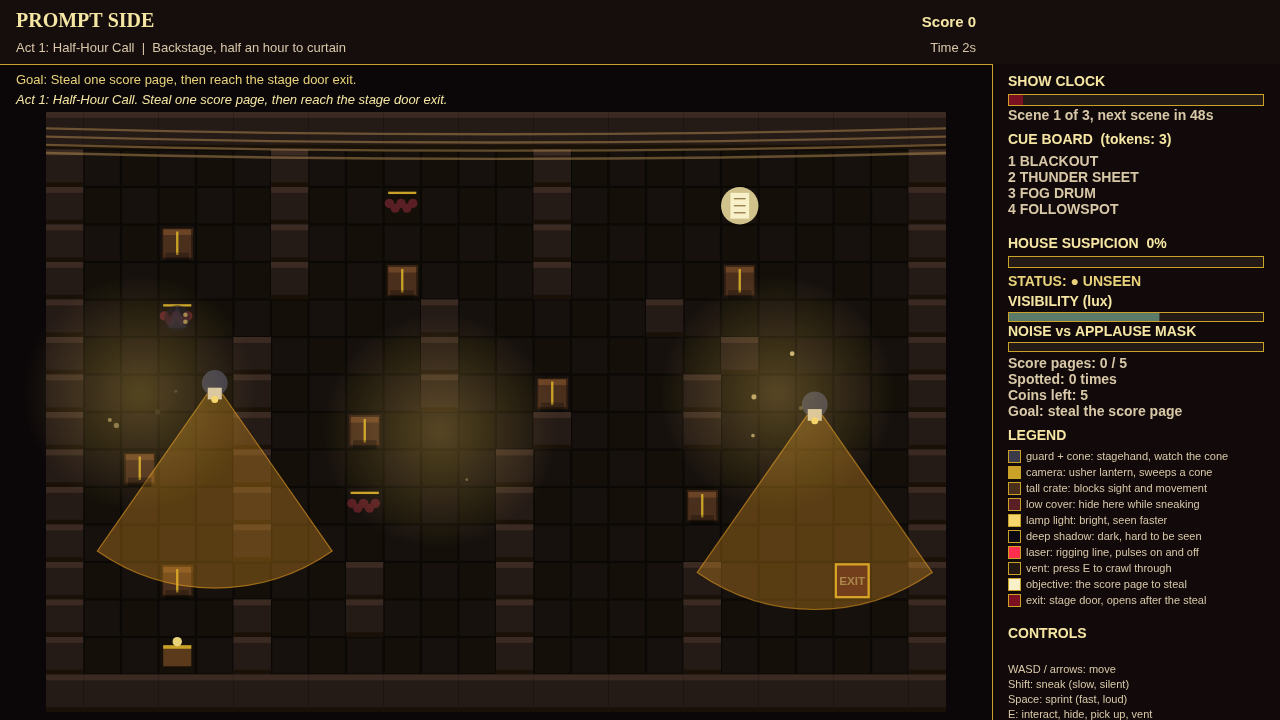 PROMPT SIDE
Score 0
Act 1: Half-Hour Call | Backstage, half an hour to curtain
Time 2s
Goal: Steal one score page, then reach the stage door exit.
Act 1: Half-Hour Call. Steal one score page, then reach the stage door exit.
EXIT
SHOW CLOCK
Scene 1 of 3, next scene in 48s
CUE BOARD (tokens: 3)
1 BLACKOUT
2 THUNDER SHEET
3 FOG DRUM
4 FOLLOWSPOT
HOUSE SUSPICION 0%
STATUS: ● UNSEEN
VISIBILITY (lux)
NOISE vs APPLAUSE MASK
Score pages: 0 / 5
Spotted: 0 times
Coins left: 5
Goal: steal the score page
LEGEND
guard + cone: stagehand, watch the cone
camera: usher lantern, sweeps a cone
tall crate: blocks sight and movement
low cover: hide here while sneaking
lamp light: bright, seen faster
deep shadow: dark, hard to be seen
laser: rigging line, pulses on and off
vent: press E to crawl through
objective: the score page to steal
exit: stage door, opens after the steal
CONTROLS
WASD / arrows: move
Shift: sneak (slow, silent)
Space: sprint (fast, loud)
E: interact, hide, pick up, vent